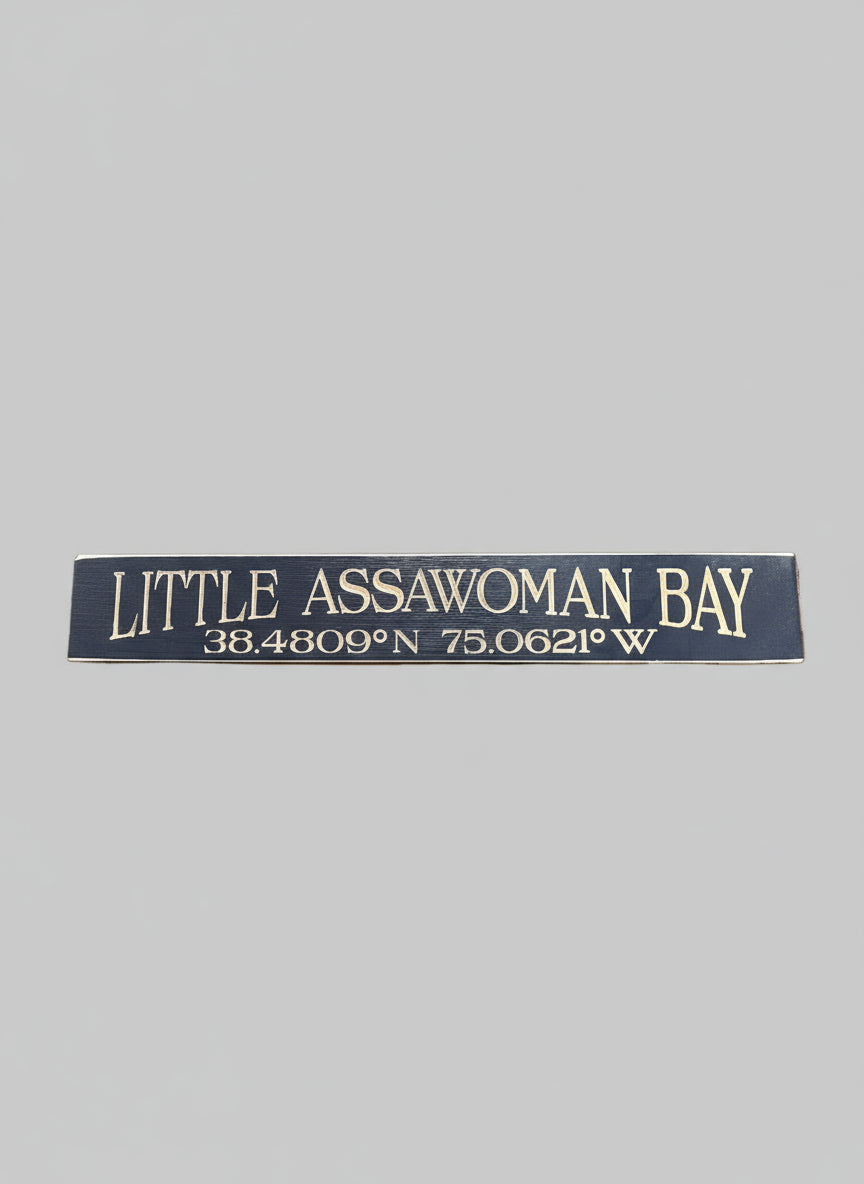 LITTLE ASSAWOMAN BAY
38.4809° N 75.0621° W